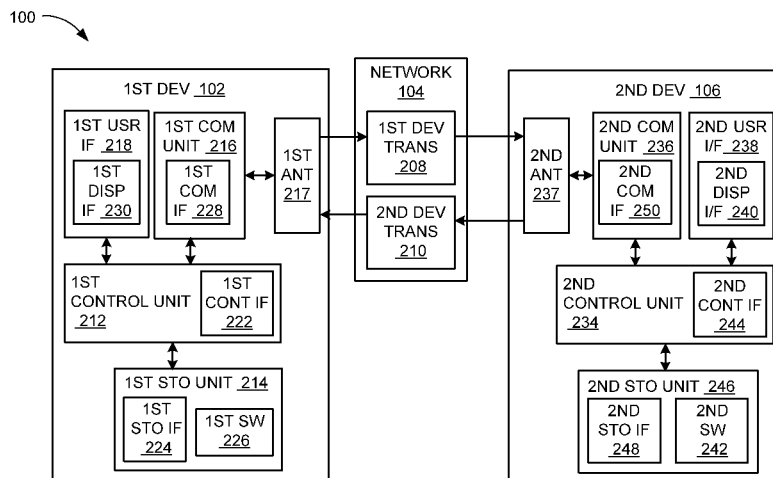 100
1ST DEV 102
1ST USR
IF 218
1ST
DISP
IF 230
1ST COM
UNIT 216
1ST
COM
IF 228
1ST
ANT
217
1ST
CONTROL UNIT
212
1ST
CONT IF
222
1ST STO UNIT 214
1ST
STO IF
224
1ST SW
226
NETWORK
104
1ST DEV
TRANS
208
2ND DEV
TRANS
210
2ND DEV 106
2ND
ANT
237
2ND COM
UNIT 236
2ND
COM
IF 250
2ND USR
I/F 238
2ND
DISP
I/F 240
2ND
CONTROL UNIT
234
2ND
CONT IF
244
2ND STO UNIT 246
2ND
STO IF
248
2ND
SW
242